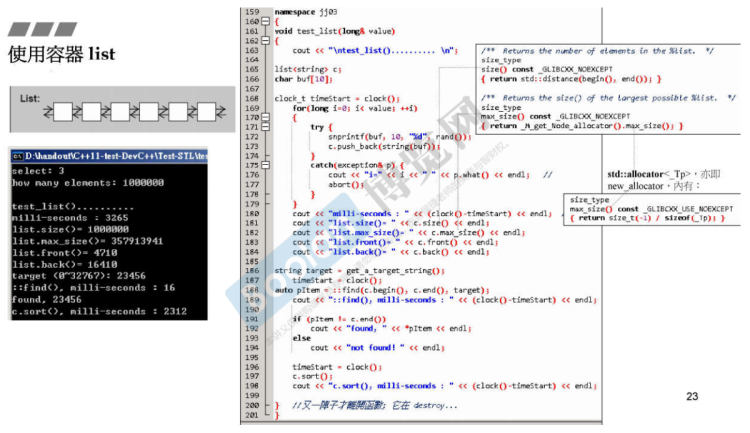 使用容器 list
List:
D:\handout\C++11-test-DevC++\Test-STL\tes
select: 3
how many elements: 1000000
test_list()..........
milli-seconds : 3265
list.size()= 1000000
list.max_size()= 357913941
list.front()= 4710
list.back()= 16410
target (0~32767): 23456
::find(), milli-seconds : 16
found, 23456
c.sort(), milli-seconds : 2312
159 namespace jj03
160 {
161 void test_list(long& value)
162 {
163 cout << "\ntest_list().......... \n";
164
165 list<string> c;
166 char buf[10];
167
168 clock_t timeStart = clock();
169 for(long i=0; i< value; ++i)
170 {
171 try {
172 snprintf(buf, 10, "%d", rand());
173 c.push_back(string(buf));
174 }
175 catch(exception& p) {
176 cout << "i=" << i << " " << p.what() << endl; //
177 abort();
178 }
179 }
180 cout << "milli-seconds : " << (clock()-timeStart) << endl;
181 cout << "list.size()= " << c.size() << endl;
182 cout << "list.max_size()= " << c.max_size() << endl;
183 cout << "list.front()= " << c.front() << endl;
184 cout << "list.back()= " << c.back() << endl;
185
186 string target = get_a_target_string();
187 timeStart = clock();
188 auto pItem = ::find(c.begin(), c.end(), target);
189 cout << "::find(), milli-seconds : " << (clock()-timeStart) << endl;
190
191 if (pItem != c.end())
192 cout << "found, " << *pItem << endl;
193 else
194 cout << "not found! " << endl;
195
196 timeStart = clock();
197 c.sort();
198 cout << "c.sort(), milli-seconds : " << (clock()-timeStart) << endl;
199
200 } //又一陣子才離開函數; 它在 destroy...
201 }
/** Returns the number of elements in the %list. */
size_type
size() const _GLIBCXX_NOEXCEPT
{ return std::distance(begin(), end()); }
/** Returns the size() of the largest possible %list. */
size_type
max_size() const _GLIBCXX_NOEXCEPT
{ return _M_get_Node_allocator().max_size(); }
std::allocator<_Tp>，亦即
new_allocator，內有：
size_type
max_size() const _GLIBCXX_USE_NOEXCEPT
{ return size_t(-1) / sizeof(_Tp); }
博览网
23